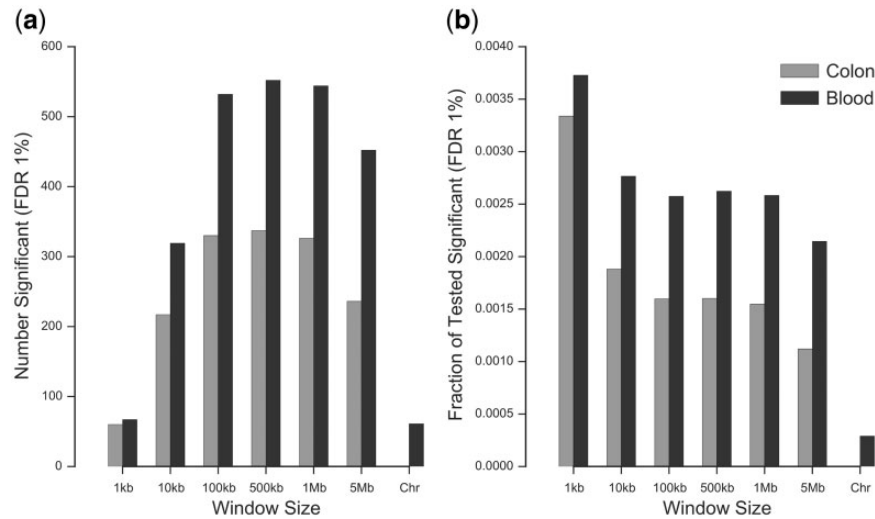 (a)
Number Significant (FDR 1%)
600
500
400
300
200
100
0
1kb 10kb 100kb 500kb 1Mb 5Mb Chr
Window Size
(b)
Fraction of Tested Significant (FDR 1%)
0.0040
0.0035
0.0030
0.0025
0.0020
0.0015
0.0010
0.0005
0.0000
1kb 10kb 100kb 500kb 1Mb 5Mb Chr
Window Size
Colon
Blood